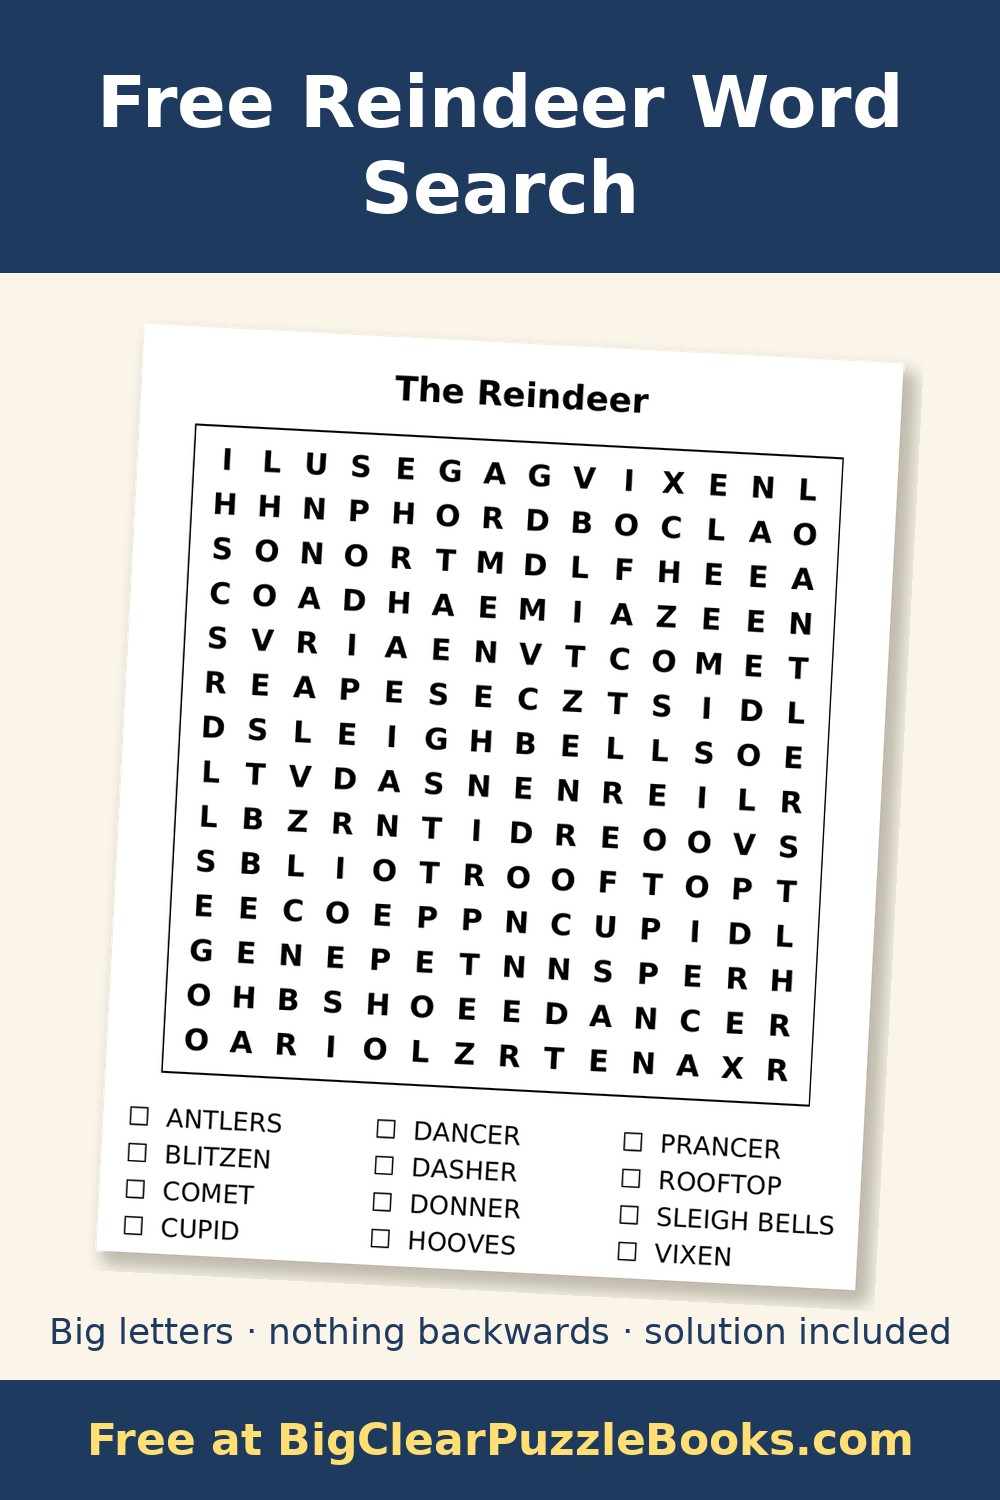 Free Reindeer Word
Search
The Reindeer
I L U S E G A G V I X E N L
H H N P H O R D B O C L A O
S O N O R T M D L F H E E A
C O A D H A E M I A Z E E N
S V R I A E N V T C O M E T
R E A P E S E C Z T S I D L
D S L E I G H B E L L S O E
L T V D A S N E N R E I L R
L B Z R N T I D R E O O V S
S B L I O T R O O F T O P T
E E C O E P P N C U P I D L
G E N E P E T N N S P E R H
O H B S H O E E D A N C E R
O A R I O L Z R T E N A X R
☐ ANTLERS ☐ DANCER ☐ PRANCER
☐ BLITZEN ☐ DASHER ☐ ROOFTOP
☐ COMET ☐ DONNER ☐ SLEIGH BELLS
☐ CUPID ☐ HOOVES ☐ VIXEN
Big letters · nothing backwards · solution included
Free at BigClearPuzzleBooks.com